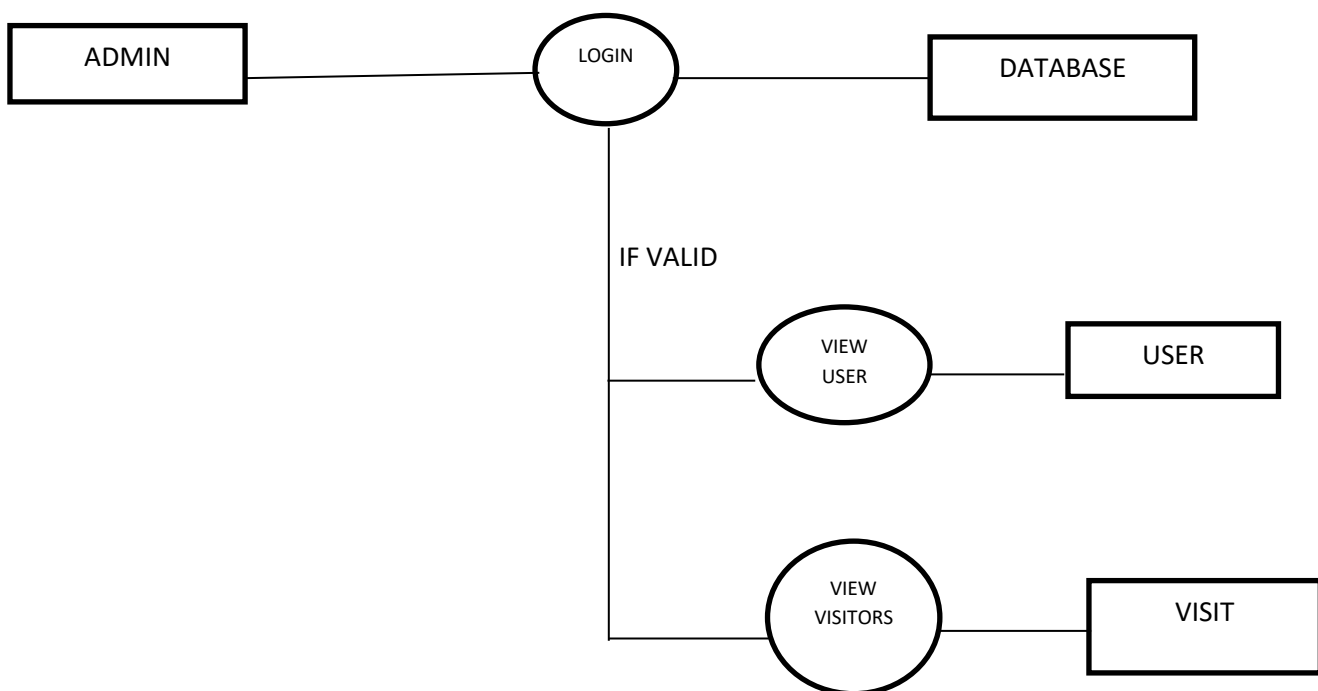 ADMIN
LOGIN
DATABASE
IF VALID
VIEW
USER
USER
VIEW
VISITORS
VISIT